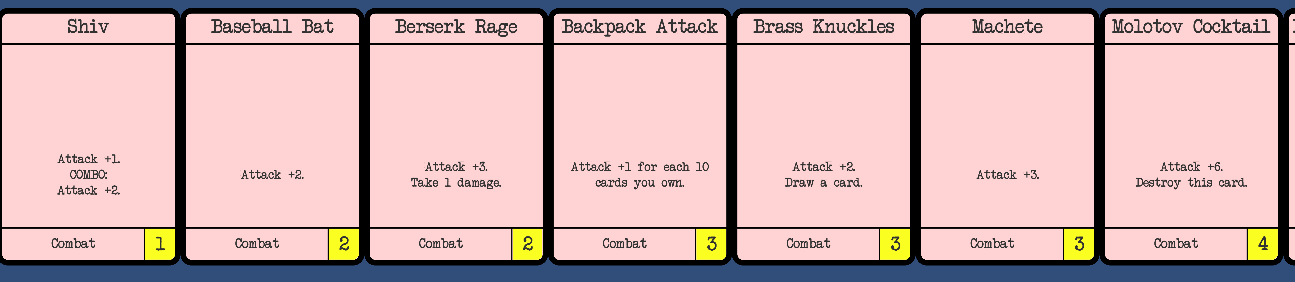 Shiv
Attack +1.
COMBO:
Attack +2.
Combat
1
Baseball Bat
Attack +2.
Combat
2
Berserk Rage
Attack +3.
Take 1 damage.
Combat
2
Backpack Attack
Attack +1 for each 10
cards you own.
Combat
3
Brass Knuckles
Attack +2.
Draw a card.
Combat
3
Machete
Attack +3.
Combat
3
Molotov Cocktail
Attack +6.
Destroy this card.
Combat
4